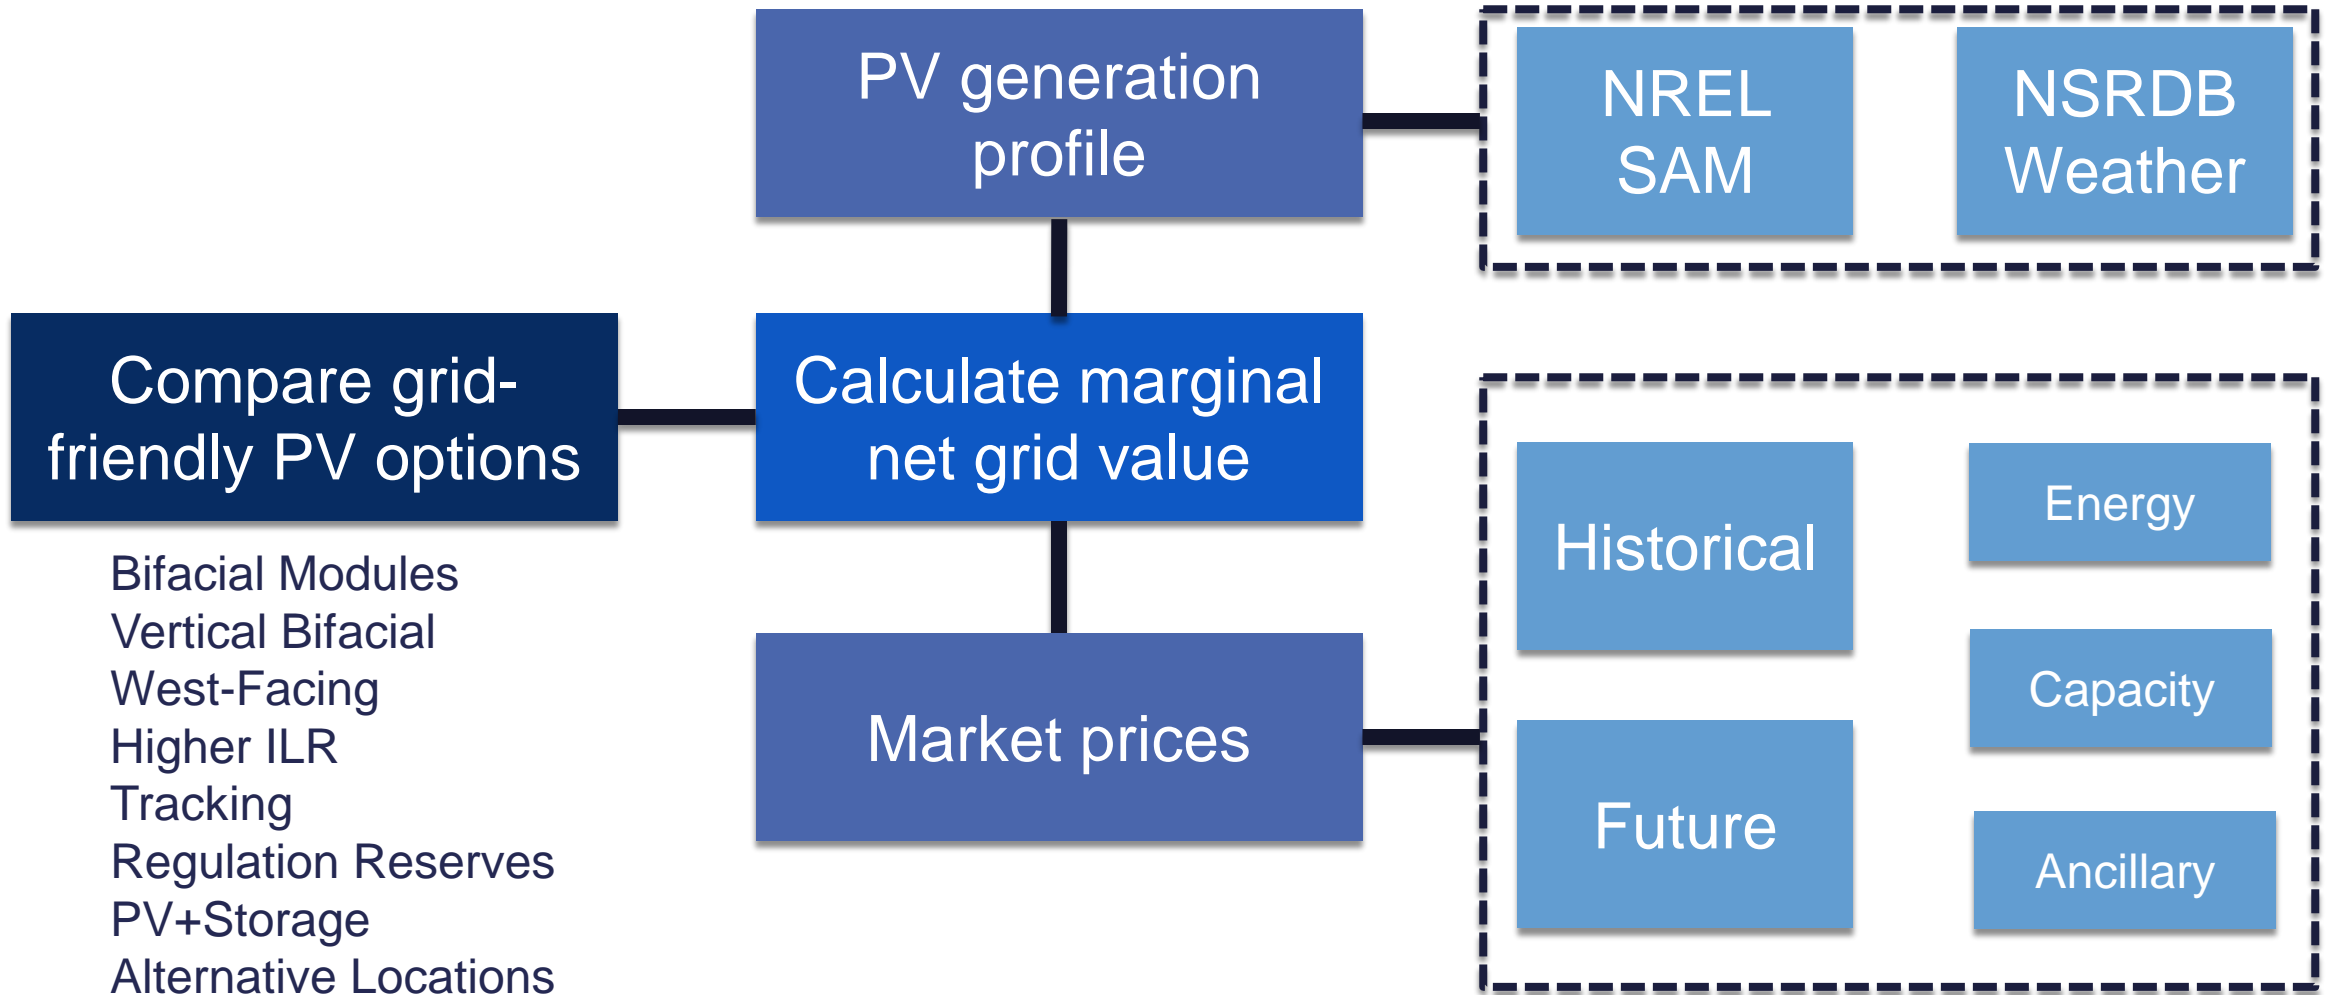 PV generation
profile
NREL
SAM
NSRDB
Weather
Compare grid-
friendly PV options
Calculate marginal
net grid value
Bifacial Modules
Vertical Bifacial
West-Facing
Higher ILR
Tracking
Regulation Reserves
PV+Storage
Alternative Locations
Market prices
Historical
Future
Energy
Capacity
Ancillary